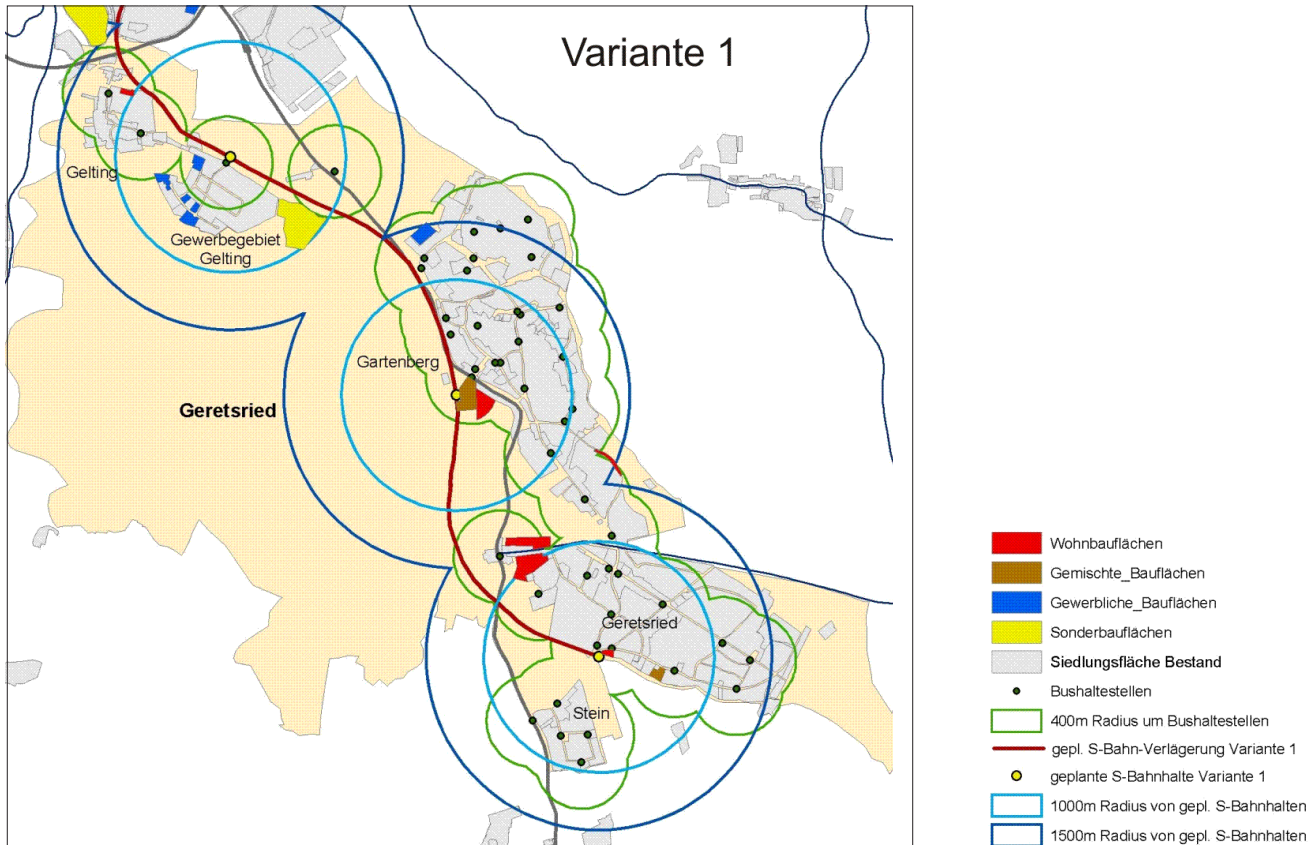 Variante 1
Gelting
Gewerbegebiet
Gelting
Gartenberg
Geretsried
Geretsried
Stein
Wohnbauflächen
Gemischte_Bauflächen
Gewerbliche_Bauflächen
Sonderbauflächen
Siedlungsfläche Bestand
Bushaltestellen
400m Radius um Bushaltestellen
gepl. S-Bahn-Verlägerung Variante 1
geplante S-Bahnhalte Variante 1
1000m Radius von gepl. S-Bahnhalten
1500m Radius von gepl. S-Bahnhalten